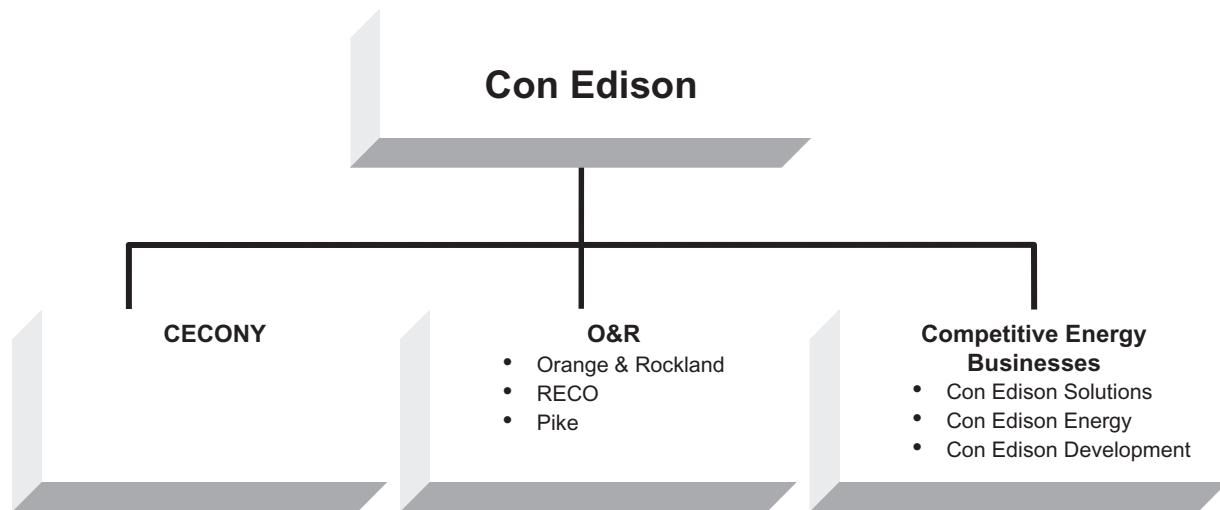 Con Edison
CECONY
O&R
• Orange & Rockland
• RECO
• Pike
Competitive Energy
Businesses
• Con Edison Solutions
• Con Edison Energy
• Con Edison Development